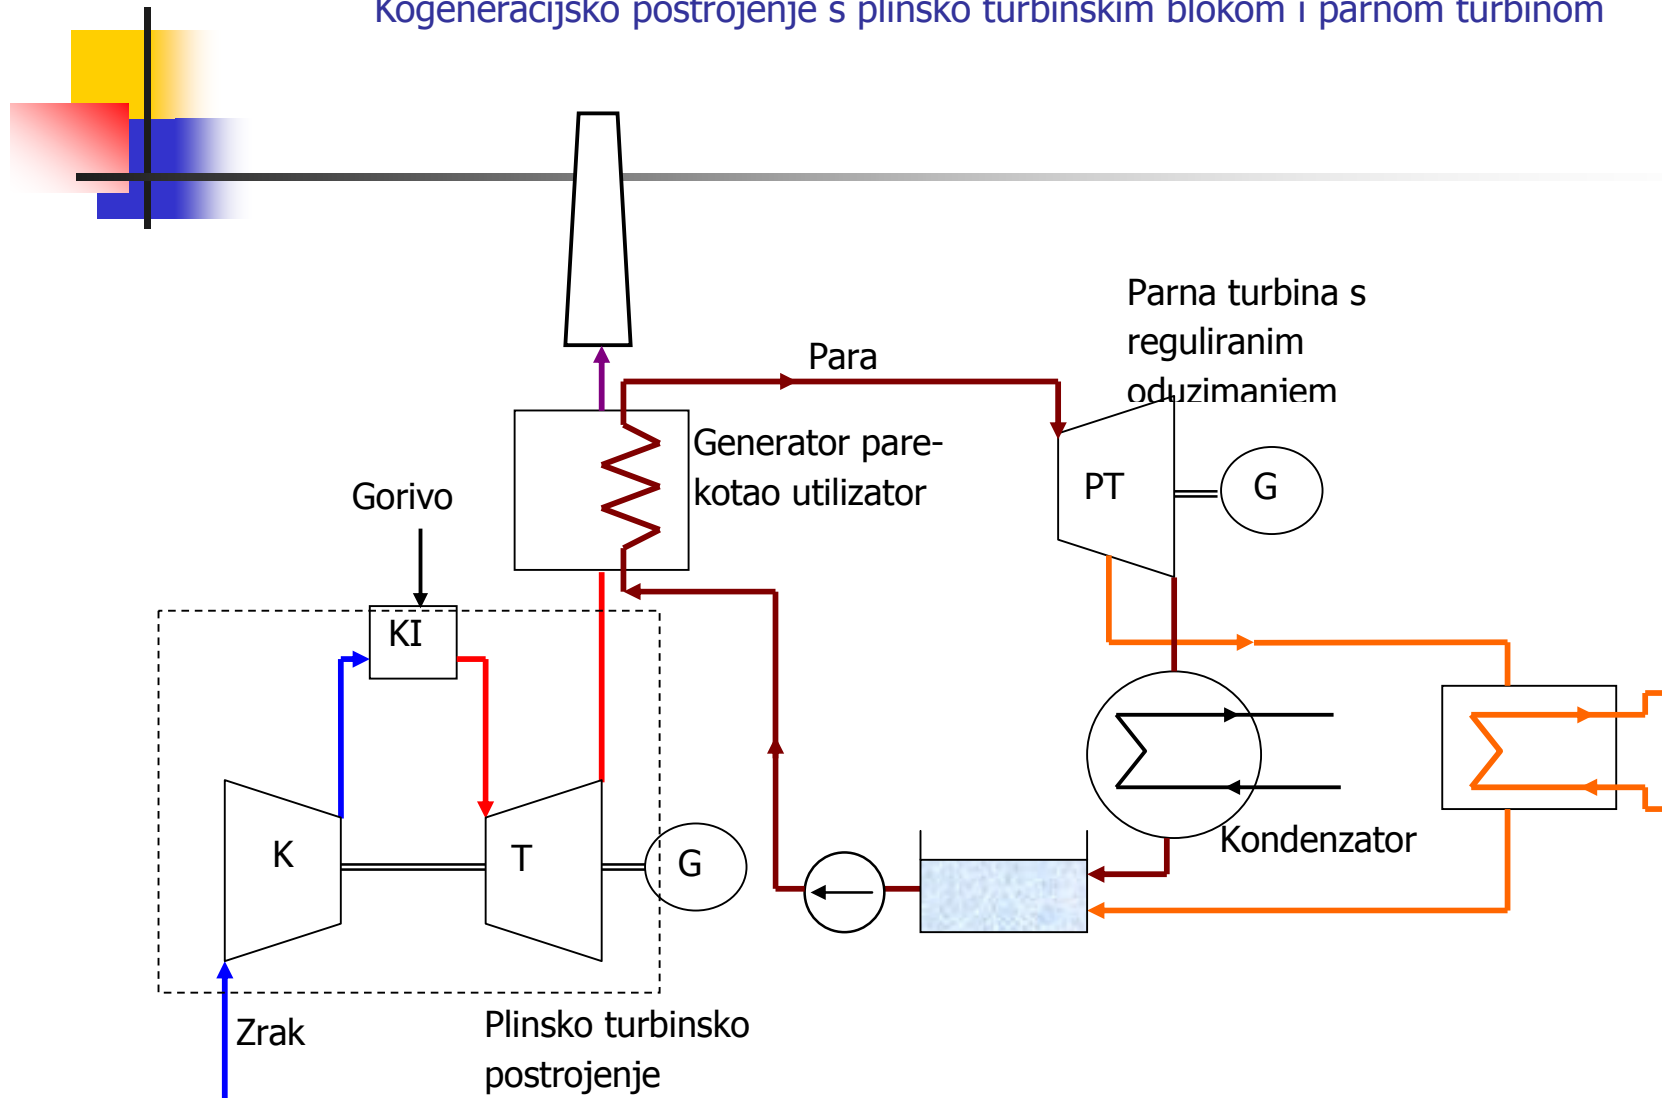 Kogeneracijsko postrojenje s plinsko turbinskim blokom i parnom turbinom
Parna turbina s
reguliranim
oduzimanjem
Para
Generator pare-
kotao utilizator
PT
G
Gorivo
KI
K
T
G
Kondenzator
Zrak
Plinsko turbinsko
postrojenje